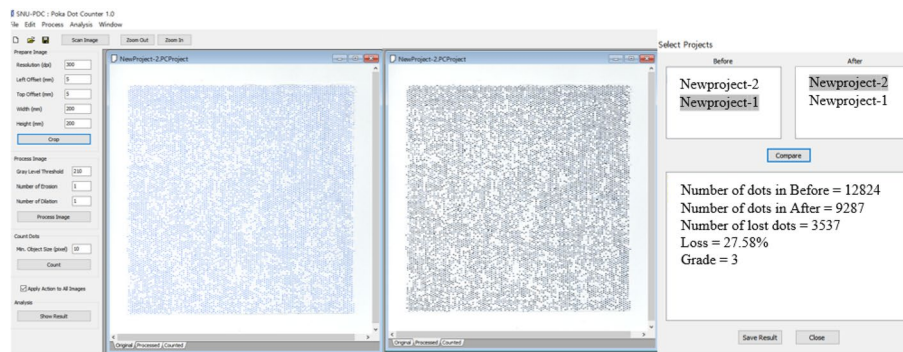 SNU-PDC : Poka Dot Counter 1.0
File Edit Process Analysis Window
Scan Image Zoom Out Zoom In
Prepare Image
Resolution (dpi) 300
Left Offset (mm) 5
Top Offset (mm) 5
Width (mm) 200
Height (mm) 200
Crop
Process Image
Gray Level Threshold 210
Number of Erosion 1
Number of Dilation 1
Process Image
Count Dots
Min. Object Size (pixel) 10
Count
Apply Action to All Images
Analysis
Show Result
NewProject-2.PCProject
Original Processed Counted
NewProject-2.PCProject
Original Processed Counted
Select Projects
Before After
Newproject-2 Newproject-2
Newproject-1 Newproject-1
Compare
Number of dots in Before = 12824
Number of dots in After = 9287
Number of lost dots = 3537
Loss = 27.58%
Grade = 3
Save Result Close